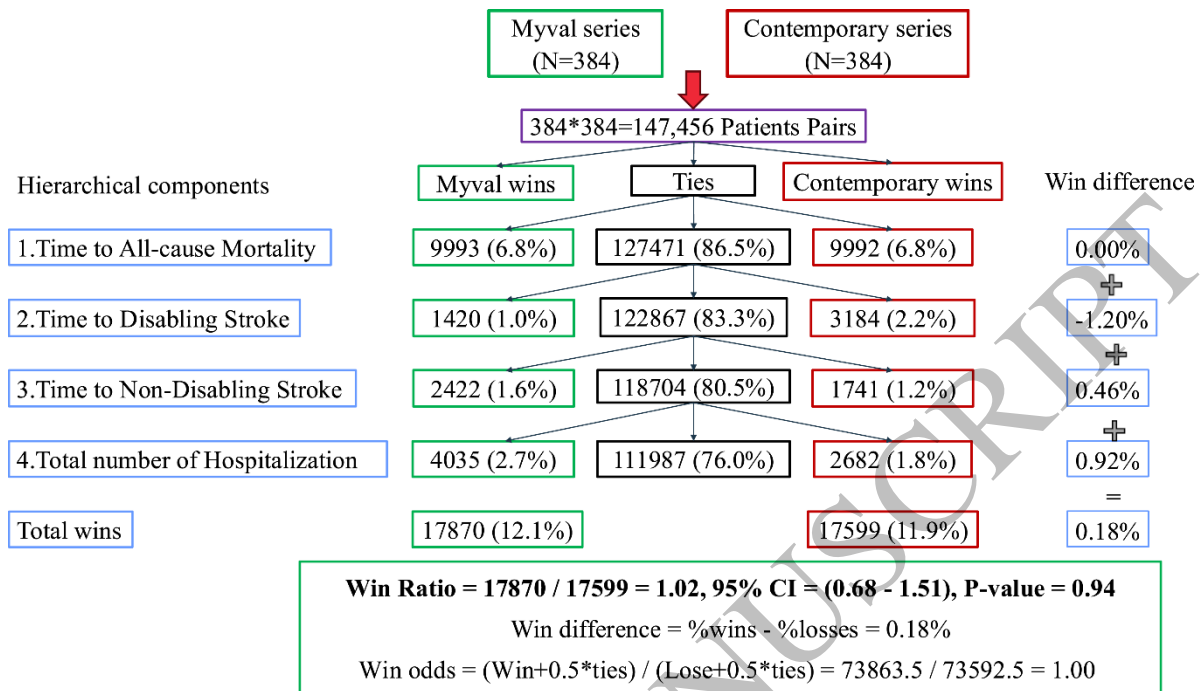 Myval series
(N=384)
Contemporary series
(N=384)
384*384=147,456 Patients Pairs
Hierarchical components
Myval wins
Ties
Contemporary wins
Win difference
1.Time to All-cause Mortality
9993 (6.8%)
127471 (86.5%)
9992 (6.8%)
0.00%
+
2.Time to Disabling Stroke
1420 (1.0%)
122867 (83.3%)
3184 (2.2%)
-1.20%
+
3.Time to Non-Disabling Stroke
2422 (1.6%)
118704 (80.5%)
1741 (1.2%)
0.46%
+
4.Total number of Hospitalization
4035 (2.7%)
111987 (76.0%)
2682 (1.8%)
0.92%
=
Total wins
17870 (12.1%)
17599 (11.9%)
0.18%
Win Ratio = 17870 / 17599 = 1.02, 95% CI = (0.68 - 1.51), P-value = 0.94
Win difference = %wins - %losses = 0.18%
Win odds = (Win+0.5*ties) / (Lose+0.5*ties) = 73863.5 / 73592.5 = 1.00
NUSCRIPT